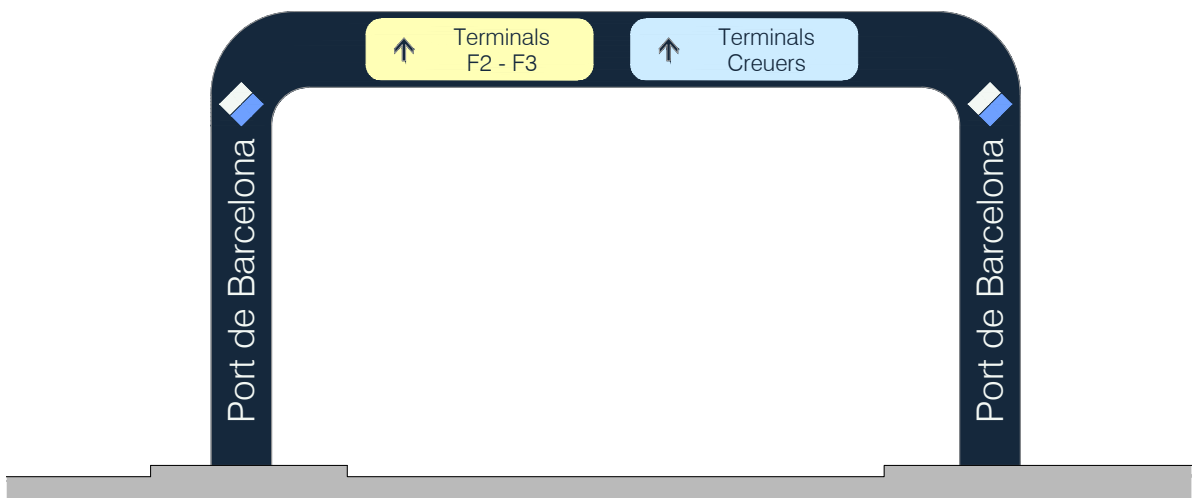 Terminals
F2 - F3
Terminals
Creuers
Port de Barcelona
Port de Barcelona